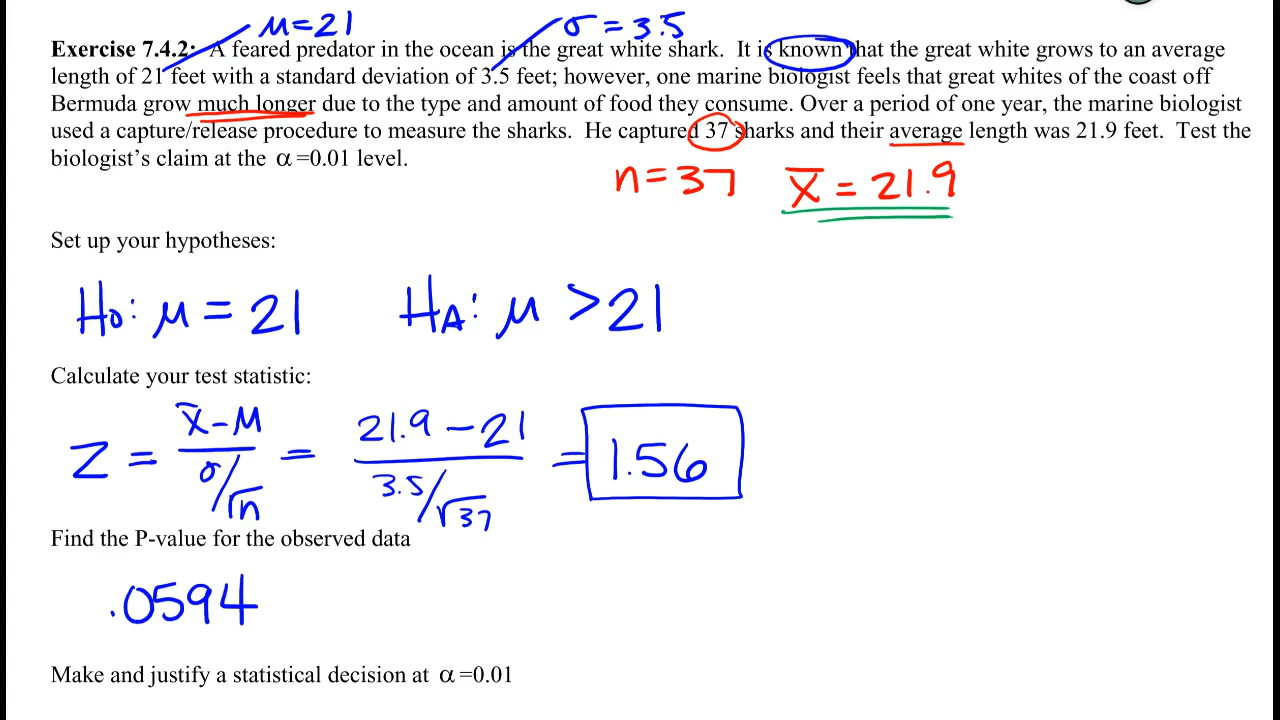 μ=21 σ=3.5
Exercise 7.4.2: A feared predator in the ocean is the great white shark. It is known that the great white grows to an average
length of 21 feet with a standard deviation of 3.5 feet; however, one marine biologist feels that great whites of the coast off
Bermuda grow much longer due to the type and amount of food they consume. Over a period of one year, the marine biologist
used a capture/release procedure to measure the sharks. He captured 37 sharks and their average length was 21.9 feet. Test the
biologist's claim at the α=0.01 level.
n=37 x̄ = 21.9
Set up your hypotheses:
H₀: μ = 21 Hₐ: μ > 21
Calculate your test statistic:
Z = (x̄-μ)/(σ/√n) = (21.9-21)/(3.5/√37) = 1.56
Find the P-value for the observed data
.0594
Make and justify a statistical decision at α=0.01